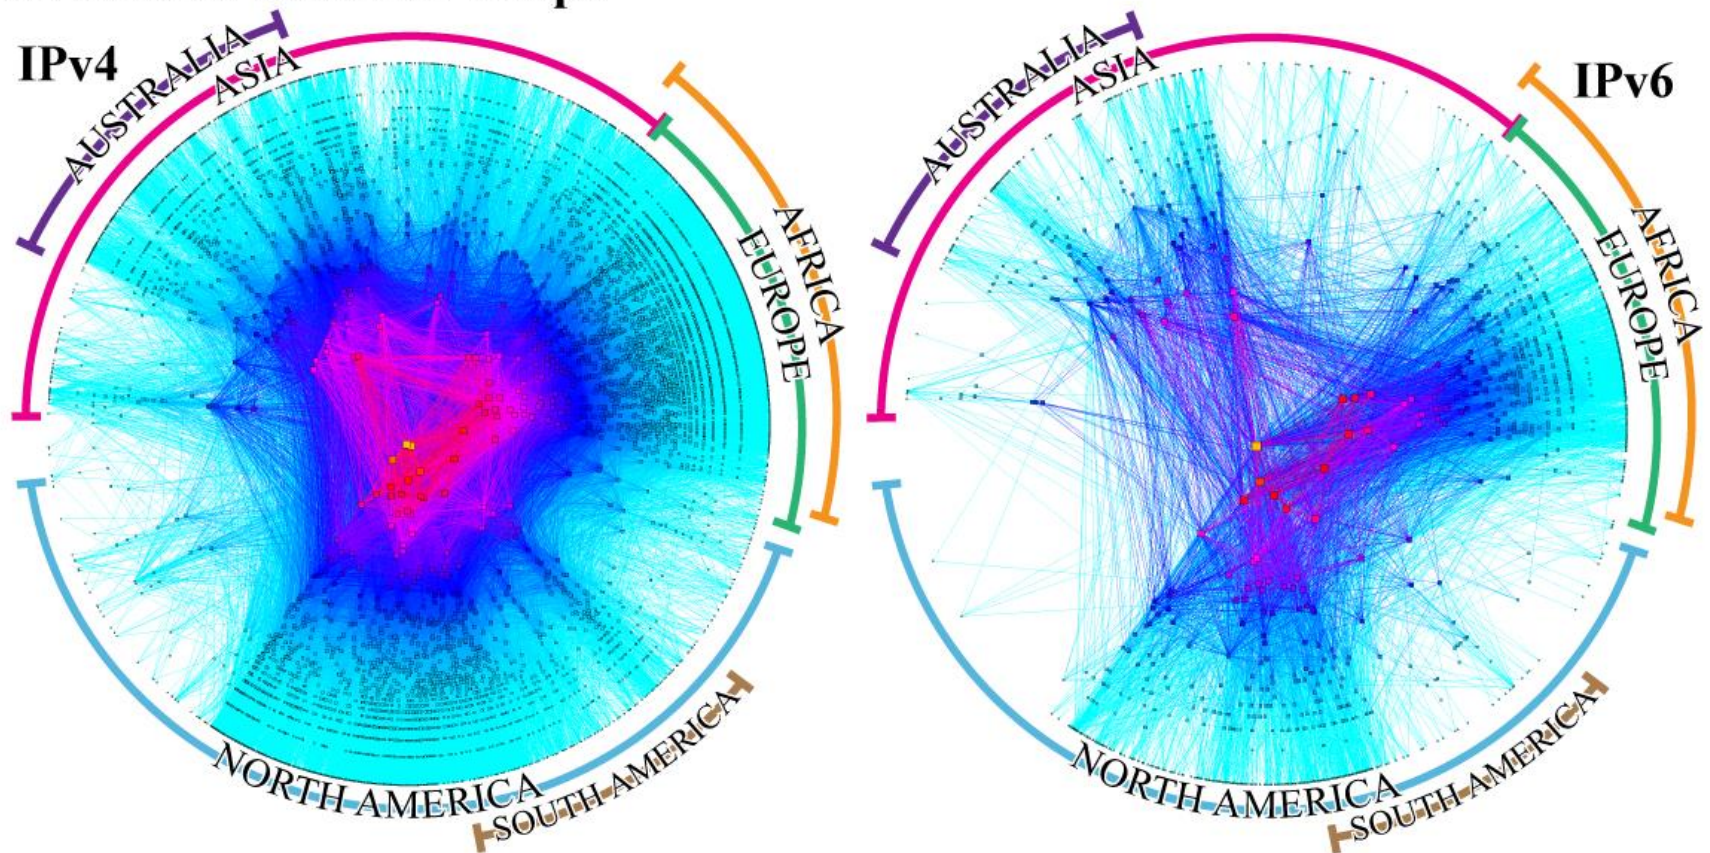 IPv4
AUSTRALIA
ASIA
AFRICA
EUROPE
NORTH AMERICA
SOUTH AMERICA
IPv6
AUSTRALIA
ASIA
AFRICA
EUROPE
NORTH AMERICA
SOUTH AMERICA